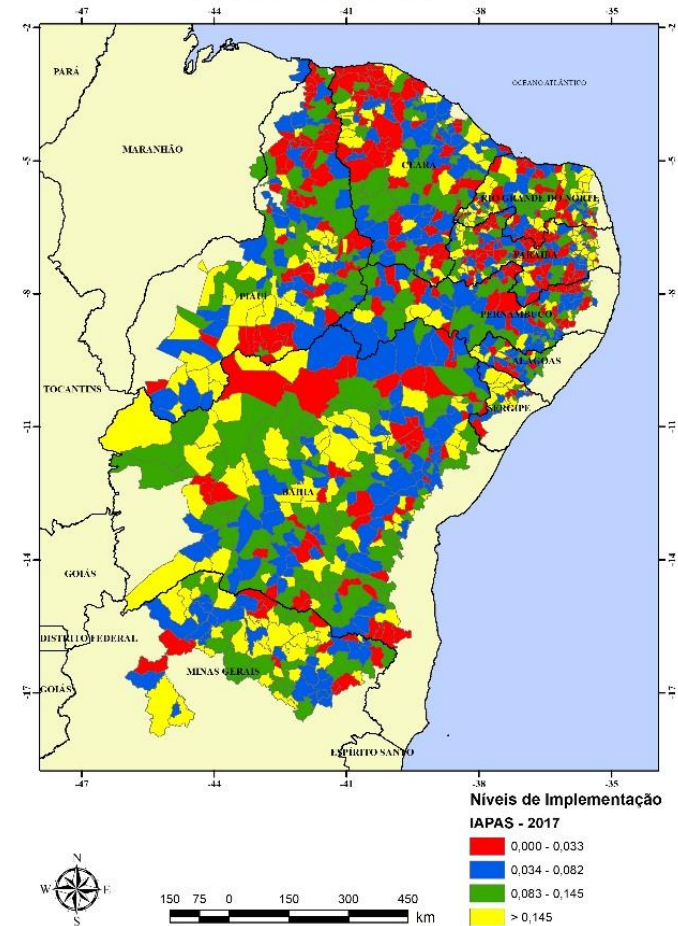 -47 -44 -41 -38 -35
-2 -2
OCEANO ATLÂNTICO
PARÁ
MARANHÃO
-5 -5
CEARÁ
RIO GRANDE DO NORTE
PARAÍBA
-8 -8
PIAUÍ
PERNAMBUCO
ALAGOAS
TOCANTINS
SERGIPE
-11 -11
BAHIA
-14 -14
GOIÁS
DISTRITO FEDERAL
MINAS GERAIS
GOIÁS
-17 -17
ESPÍRITO SANTO
-47 -44 -41 -38 -35
Níveis de Implementação
IAPAS - 2017
0,000 - 0,033
0,034 - 0,082
0,083 - 0,145
> 0,145
N
W E
S
150 75 0 150 300 450
km